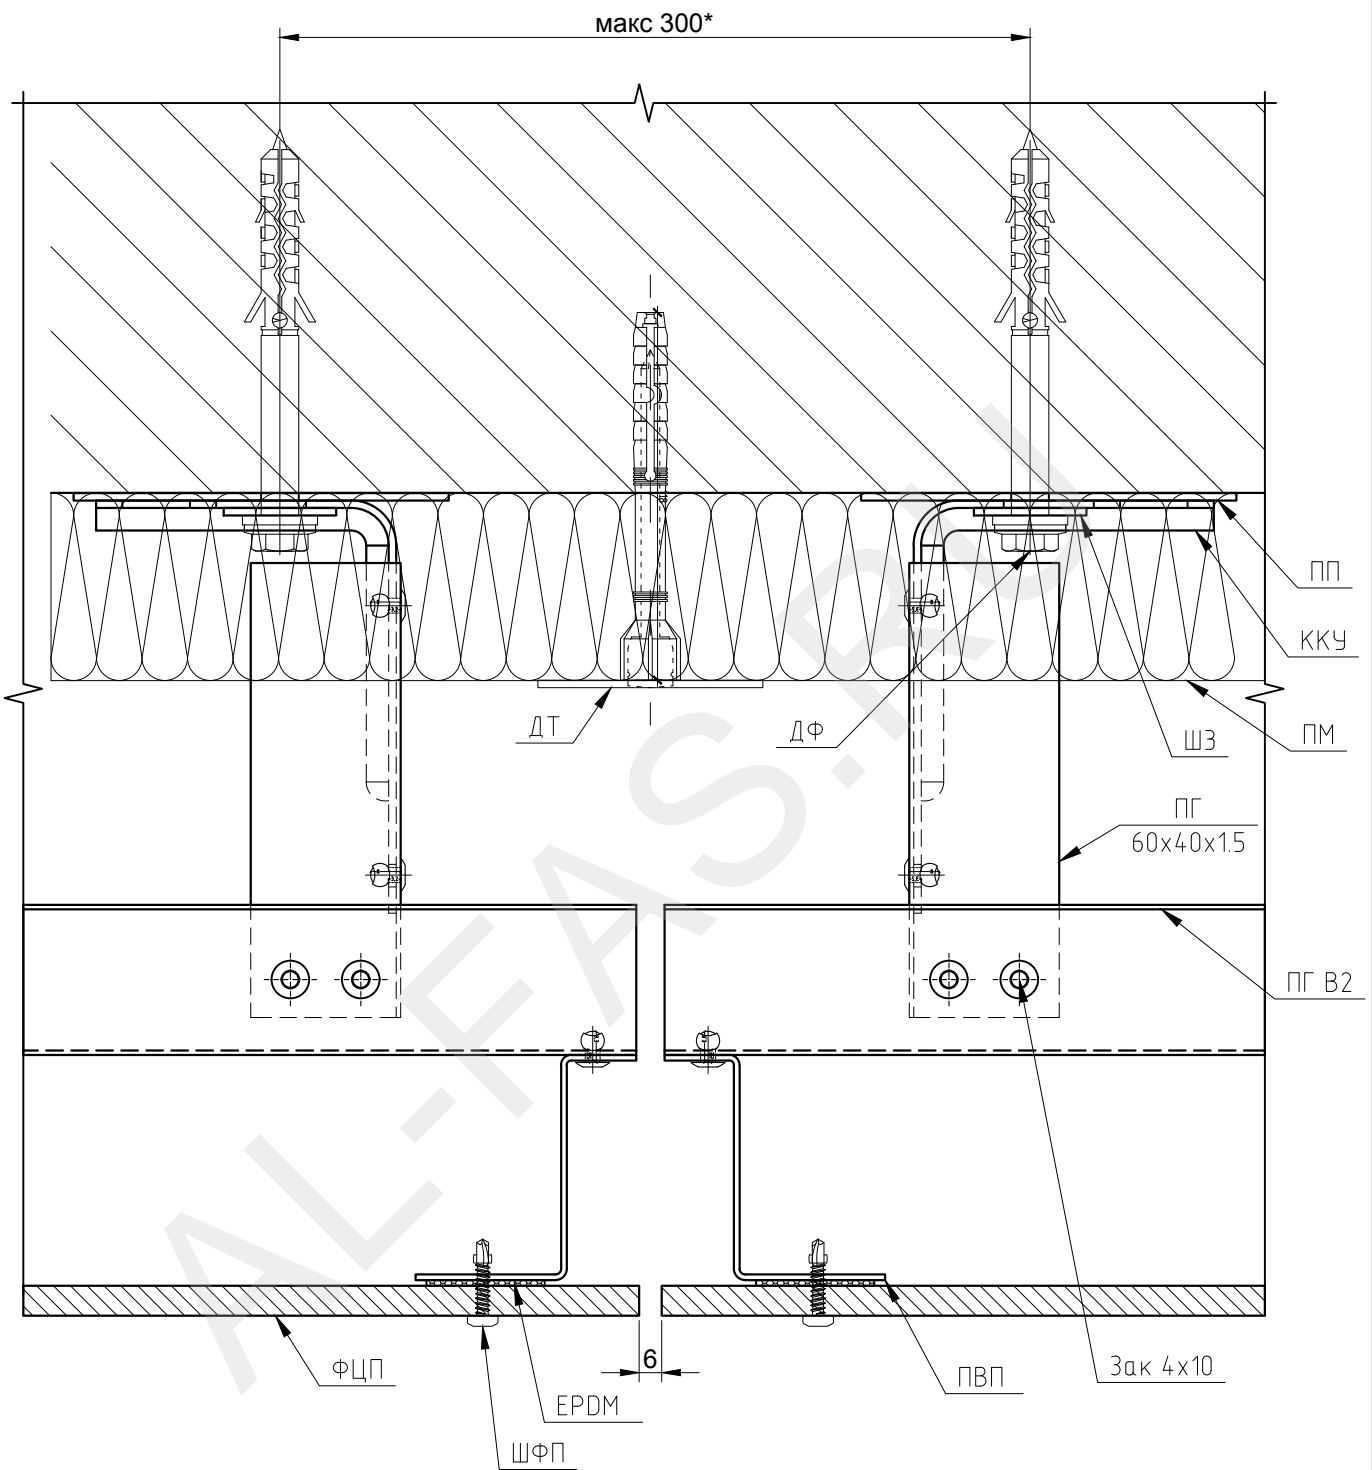 макс 300*
ПП
ККУ
ДТ
ДФ
ШЗ
ПМ
ПГ
60х40х1.5
ПГ В2
6
ФЦП
EPDM
ШФП
ПВП
Зак 4х10
AL-FAS.RU